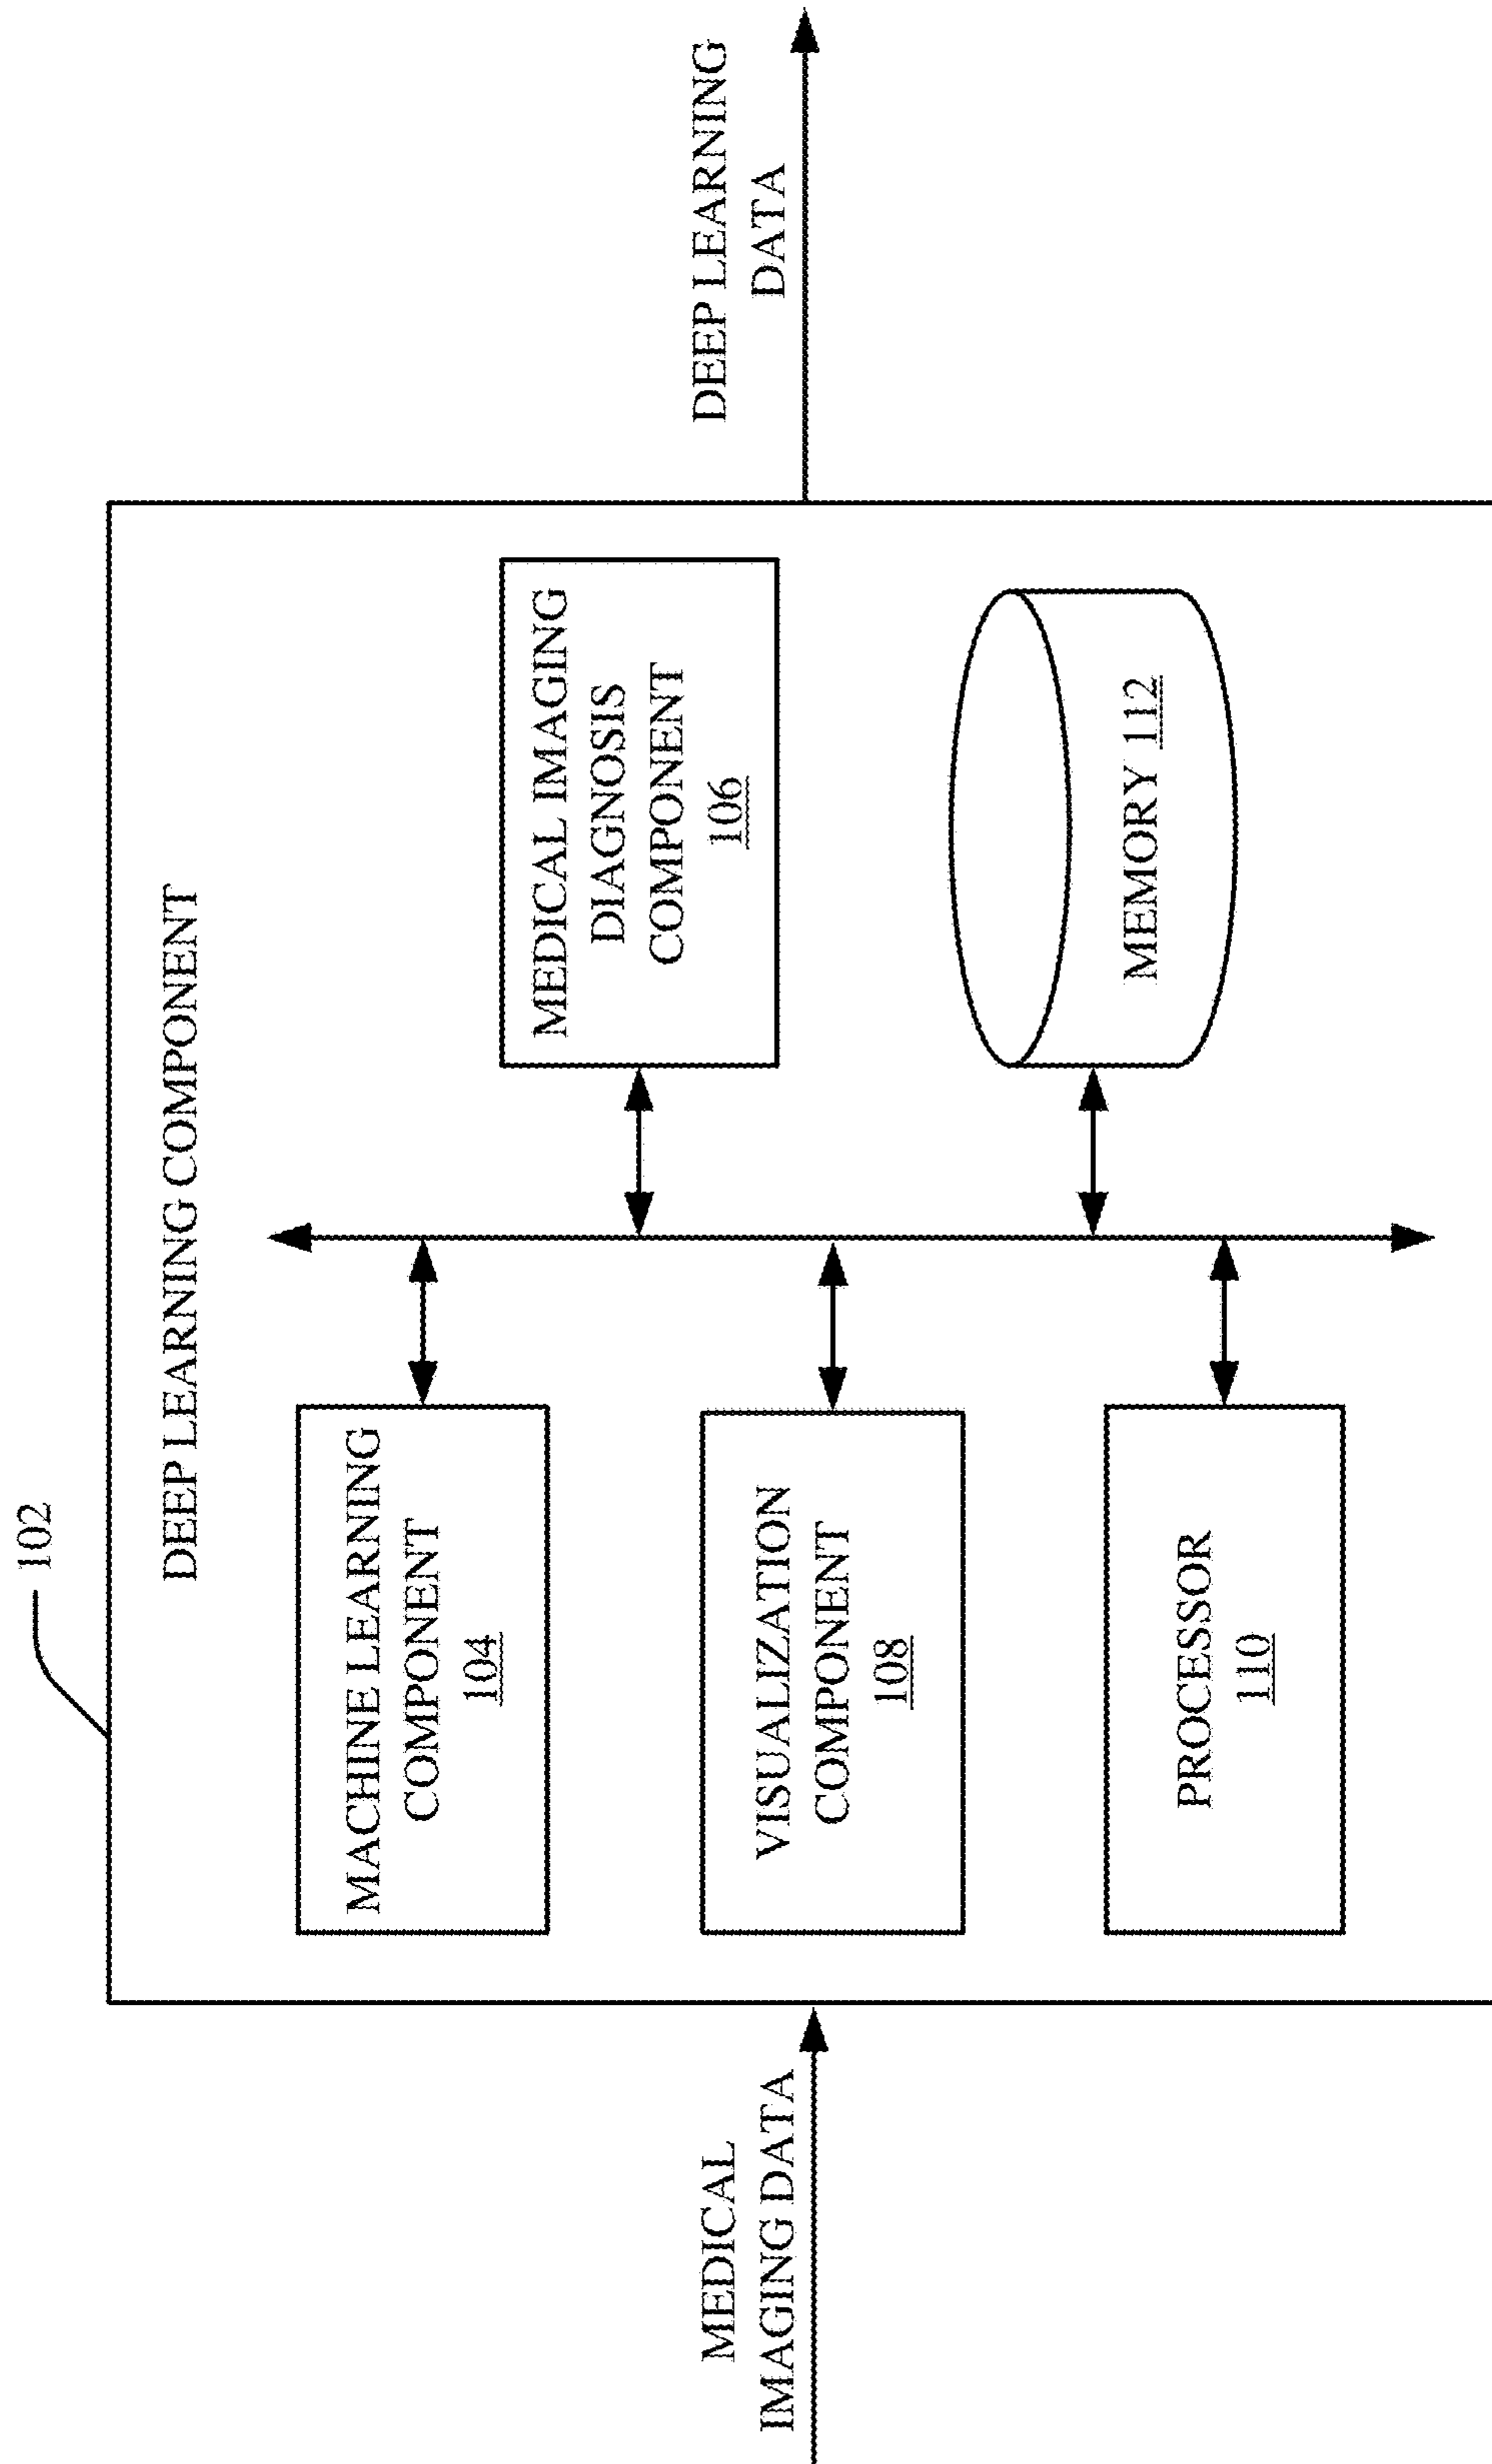 102
DEEP LEARNING COMPONENT
MACHINE LEARNING
COMPONENT
104
MEDICAL IMAGING
DIAGNOSIS
COMPONENT
106
MEDICAL
IMAGING DATA
VISUALIZATION
COMPONENT
108
DEEP LEARNING
DATA
PROCESSOR
110
MEMORY 112